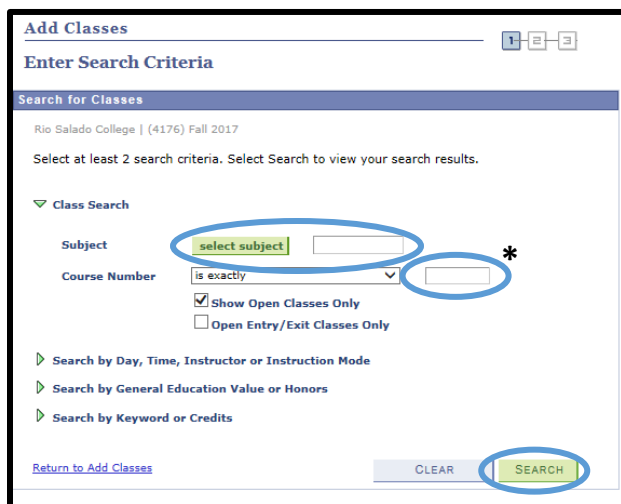 Add Classes
1 2 3
Enter Search Criteria
Search for Classes
Rio Salado College | (4176) Fall 2017
Select at least 2 search criteria. Select Search to view your search results.
Class Search
Subject select subject
*
Course Number is exactly
Show Open Classes Only
Open Entry/Exit Classes Only
Search by Day, Time, Instructor or Instruction Mode
Search by General Education Value or Honors
Search by Keyword or Credits
Return to Add Classes CLEAR SEARCH